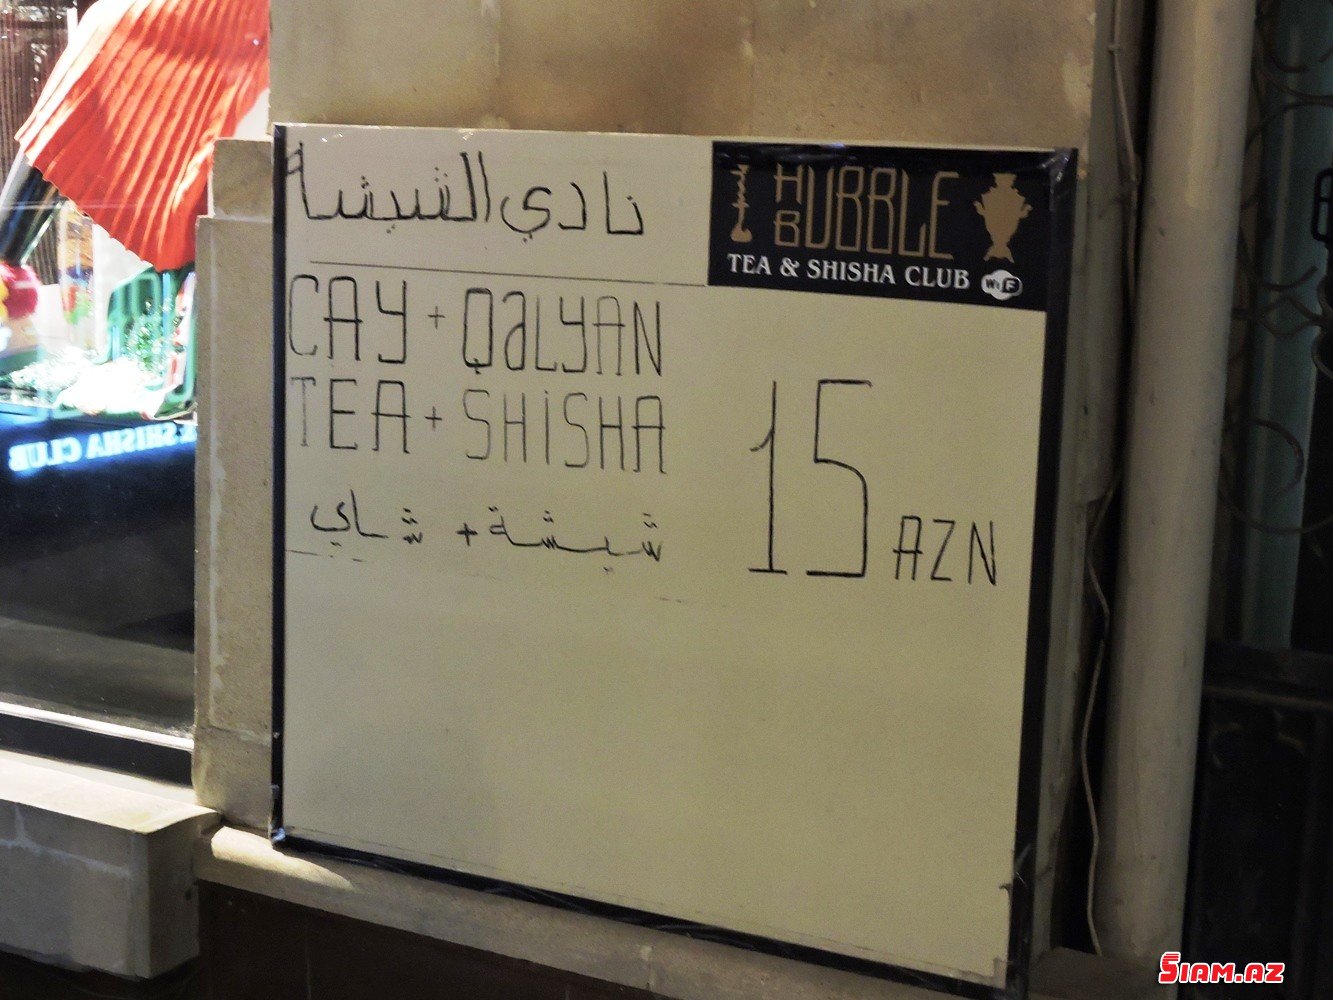 نادي الشيشة
HUBBLE BUBBLE
TEA & SHISHA CLUB WiFi
ÇAY + QƏLYAN
TEA + SHiSHA
شيشة + شاي
15 AZN
& SHISHA CLUB
SIAM.AZ